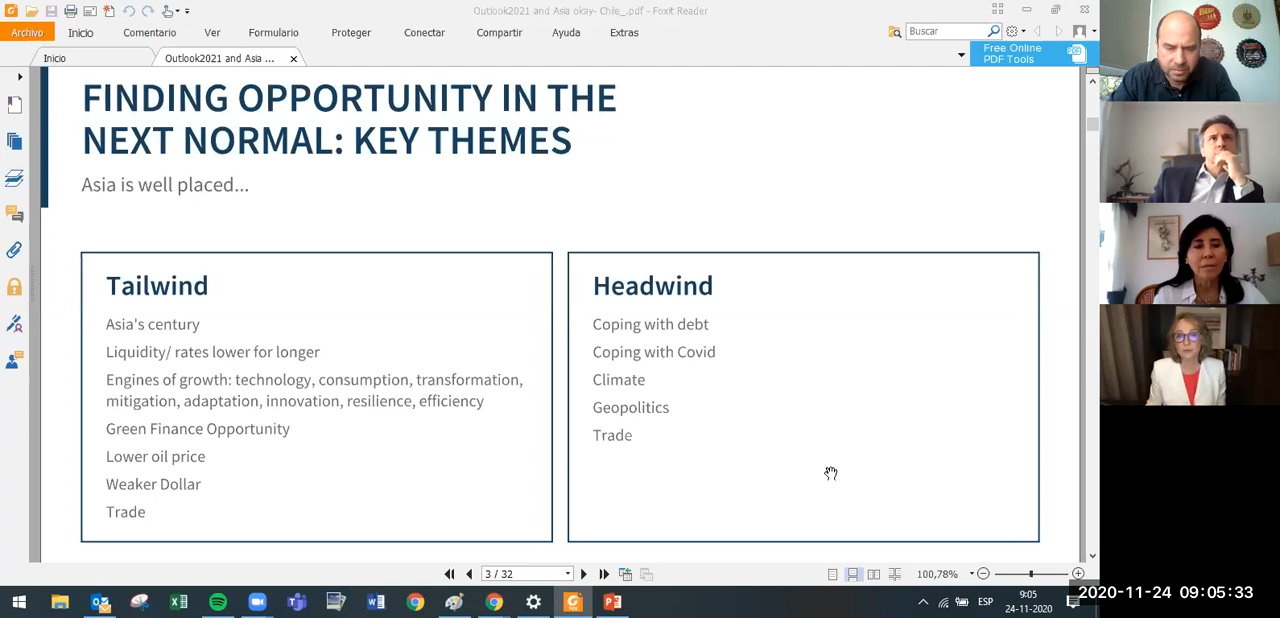 Outlook2021 and Asia okay- Chile_.pdf - Foxit Reader
Archivo
Inicio
Comentario
Ver
Formulario
Proteger
Conectar
Compartir
Ayuda
Extras
Buscar
Inicio
Outlook2021 and Asia ...
Free Online
PDF Tools
FINDING OPPORTUNITY IN THE
NEXT NORMAL: KEY THEMES
Asia is well placed...
Tailwind
Asia's century
Liquidity/ rates lower for longer
Engines of growth: technology, consumption, transformation,
mitigation, adaptation, innovation, resilience, efficiency
Green Finance Opportunity
Lower oil price
Weaker Dollar
Trade
Headwind
Coping with debt
Coping with Covid
Climate
Geopolitics
Trade
3 / 32
100,78%
ESP
9:05
24-11-2020
2020-11-24 09:05:33